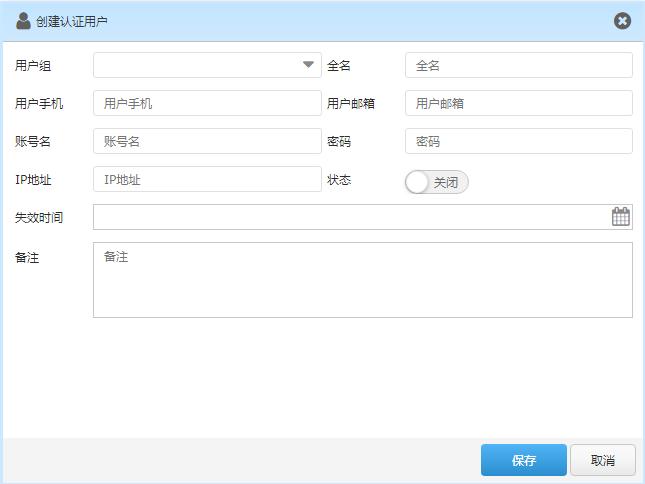 创建认证用户
用户组 全名 全名
用户手机 用户手机 用户邮箱 用户邮箱
账号名 账号名 密码 密码
IP地址 IP地址 状态 关闭
失效时间
备注 备注
保存 取消